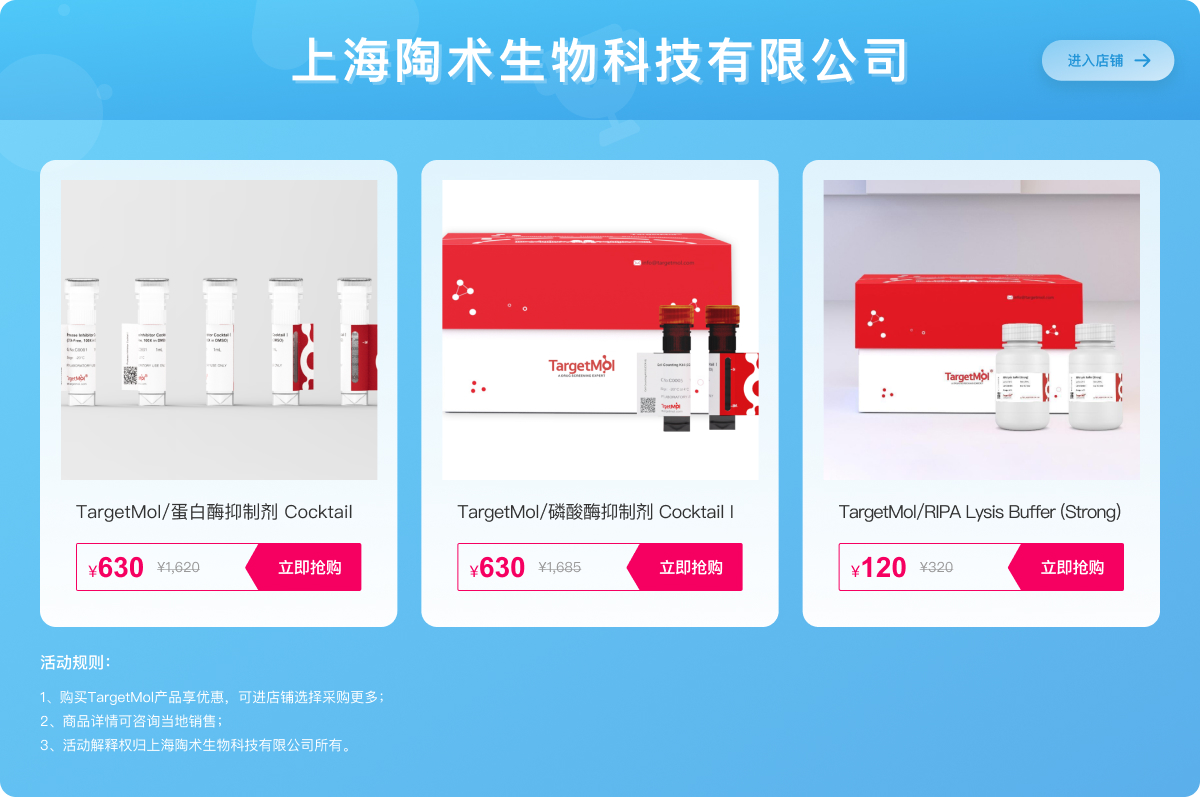 上海陶术生物科技有限公司
进入店铺
TargetMol
A DRUG SCREENING EXPERT
TargetMol
TargetMol/蛋白酶抑制剂 Cocktail
TargetMol/磷酸酶抑制剂 Cocktail I
TargetMol/RIPA Lysis Buffer (Strong)
¥630 ¥1,620 立即抢购
¥630 ¥1,685 立即抢购
¥120 ¥320 立即抢购
活动规则：
1、购买TargetMol产品享优惠，可进店铺选择采购更多；
2、商品详情可咨询当地销售；
3、活动解释权归上海陶术生物科技有限公司所有。